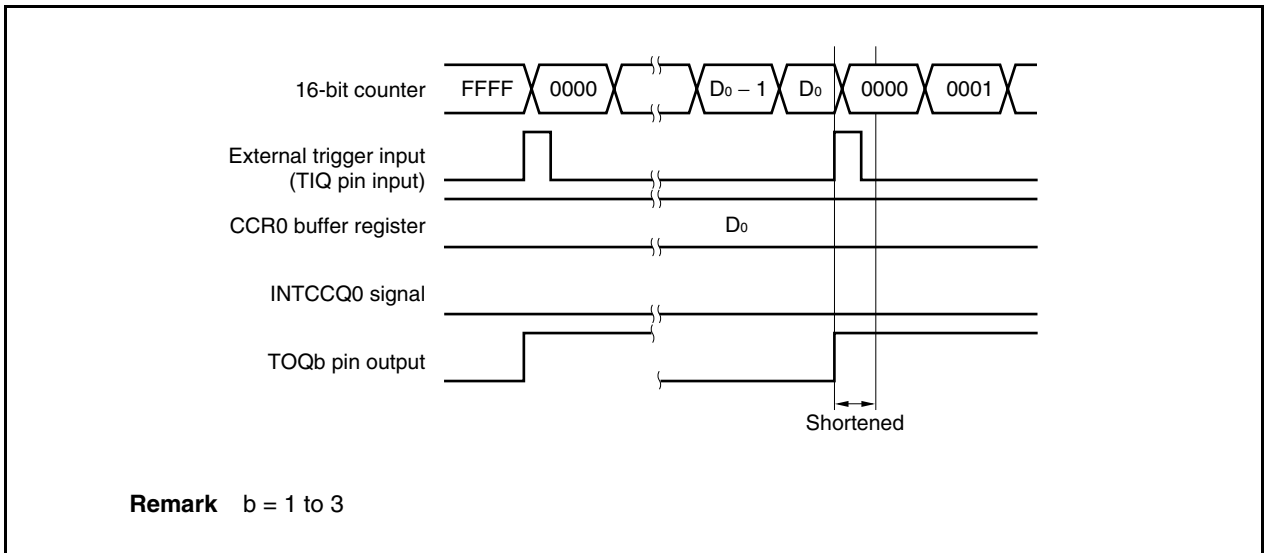 16-bit counter FFFF 0000 D0 − 1 D0 0000 0001
External trigger input
(TIQ pin input)
CCR0 buffer register D0
INTCCQ0 signal
TOQb pin output
Shortened
Remark b = 1 to 3